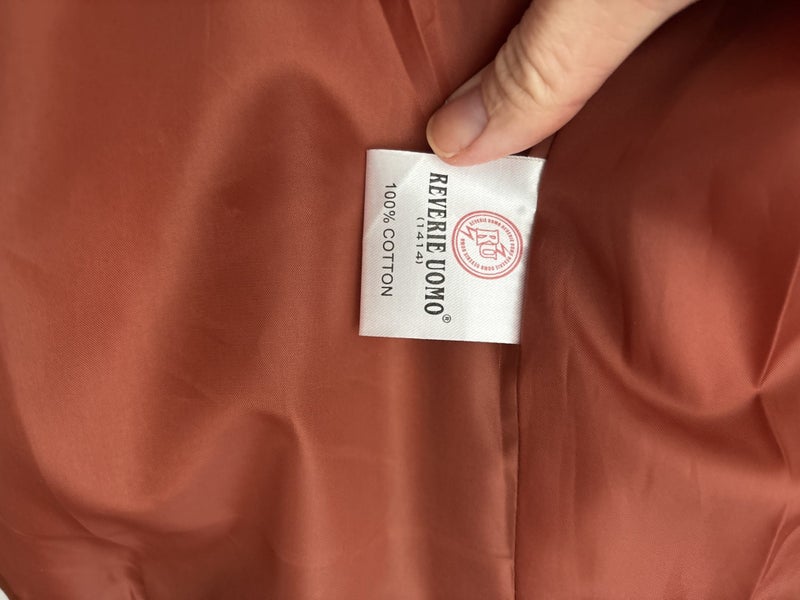 RU
REVERIE UOMO®
(1414)
100% COTTON